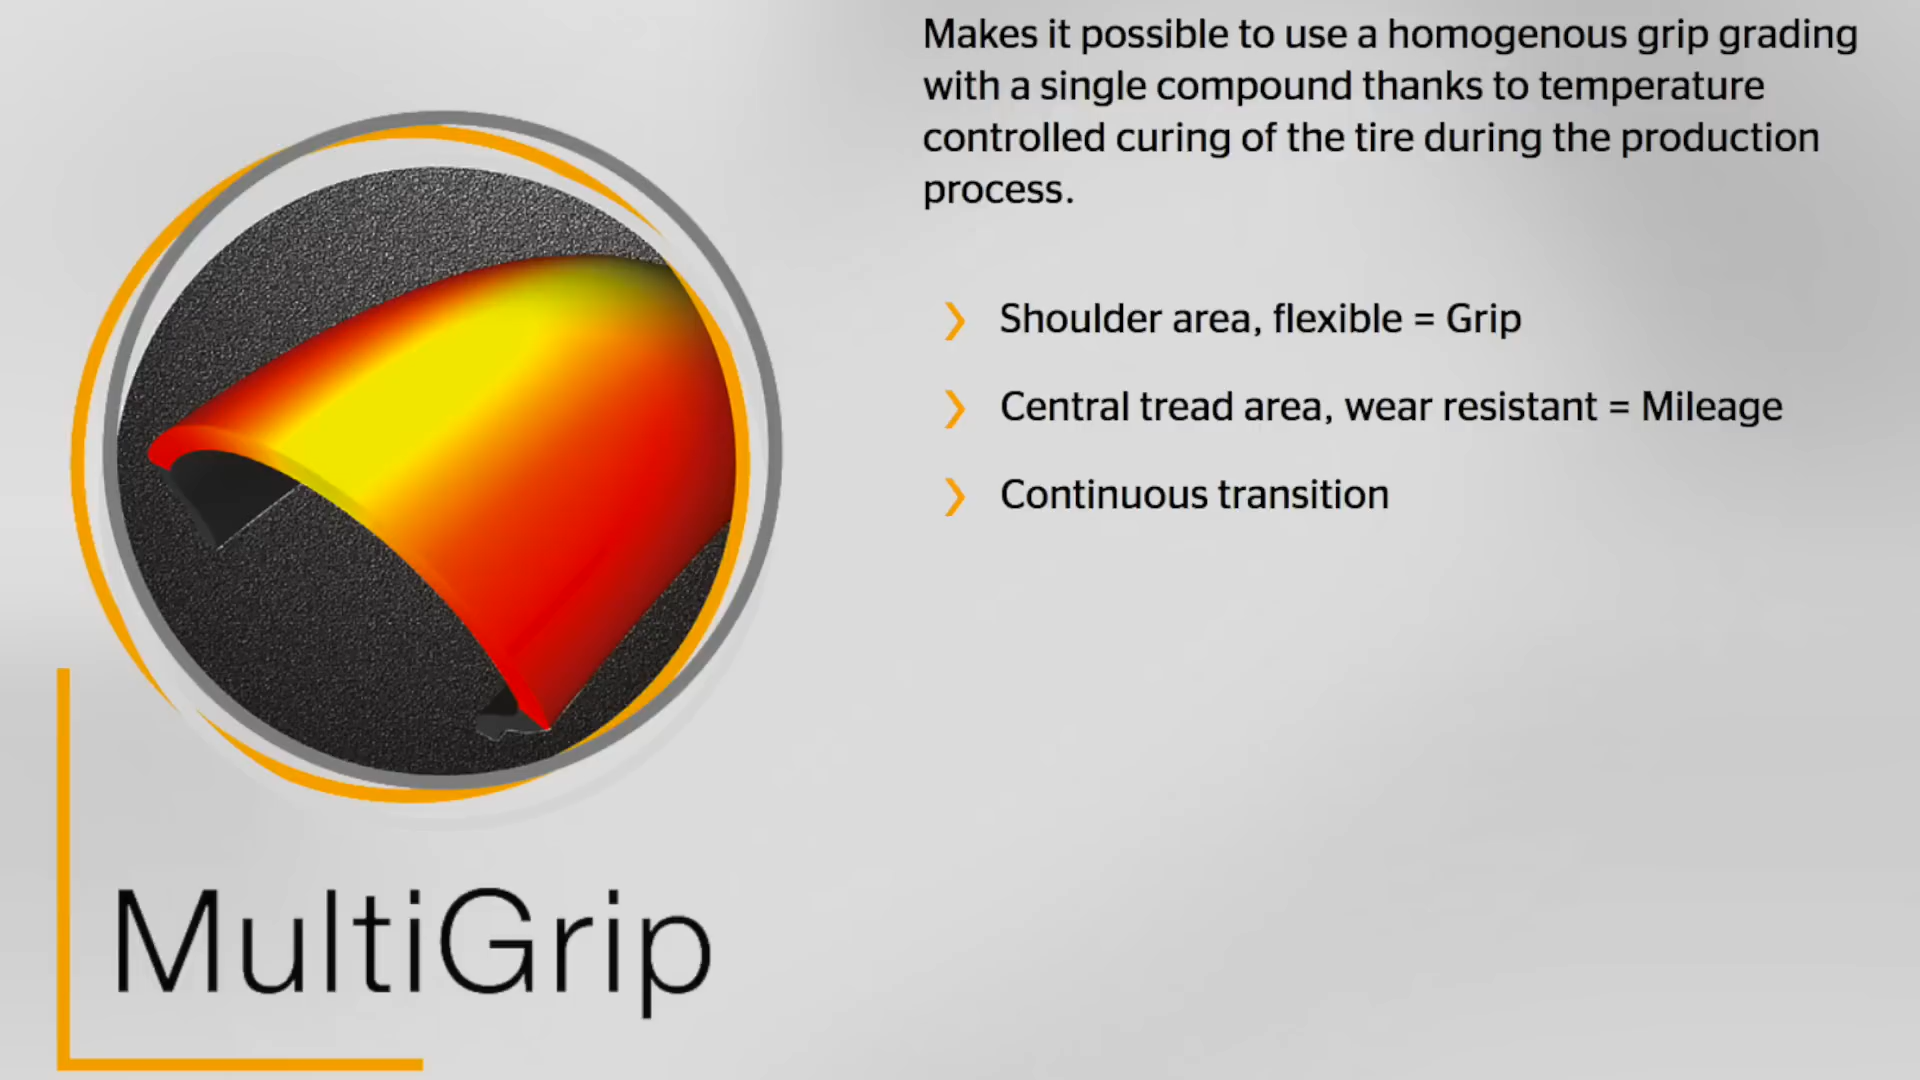 Makes it possible to use a homogenous grip grading
with a single compound thanks to temperature
controlled curing of the tire during the production
process.
Shoulder area, flexible = Grip
Central tread area, wear resistant = Mileage
Continuous transition
MultiGrip